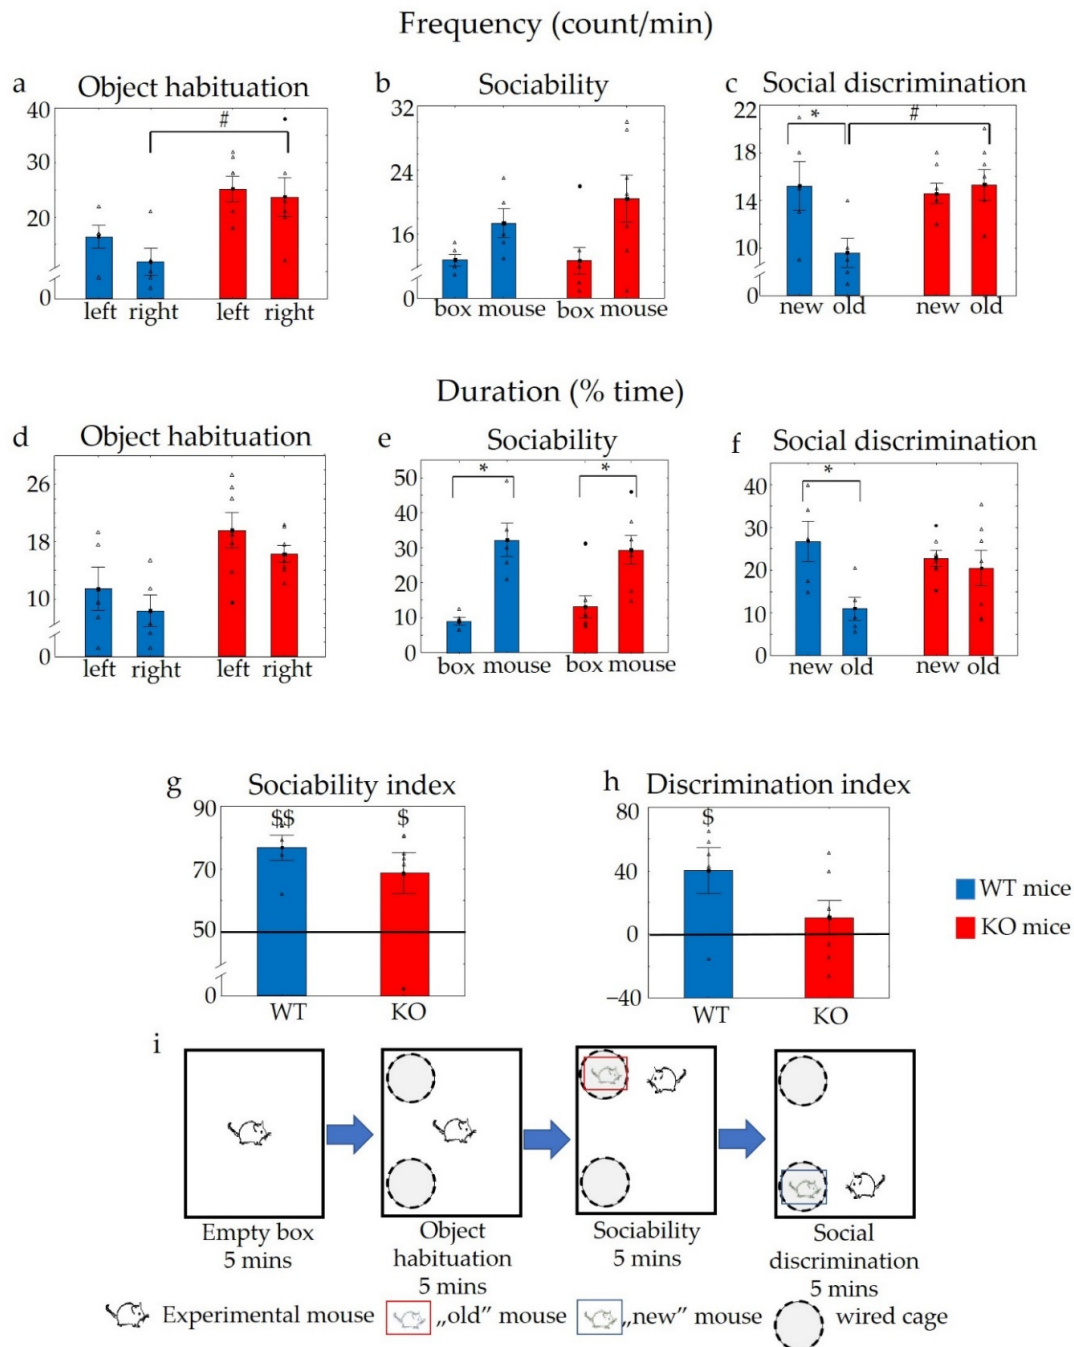 Frequency (count/min)
a Object habituation
b Sociability
c Social discrimination
40
30
20
0
#
left right left right
32
24
16
0
box mouse box mouse
22
18
14
10
0
* #
new old new old
Duration (% time)
d Object habituation
e Sociability
f Social discrimination
26
18
10
0
left right left right
50
40
30
20
10
0
* *
box mouse box mouse
40
30
20
10
0
*
new old new old
g Sociability index
h Discrimination index
90
70
50
0
$$ $
WT KO
80
40
0
−40
$
WT KO
WT mice
KO mice
i
Empty box
5 mins
Object
habituation
5 mins
Sociability
5 mins
Social
discrimination
5 mins
Experimental mouse „old” mouse „new” mouse wired cage